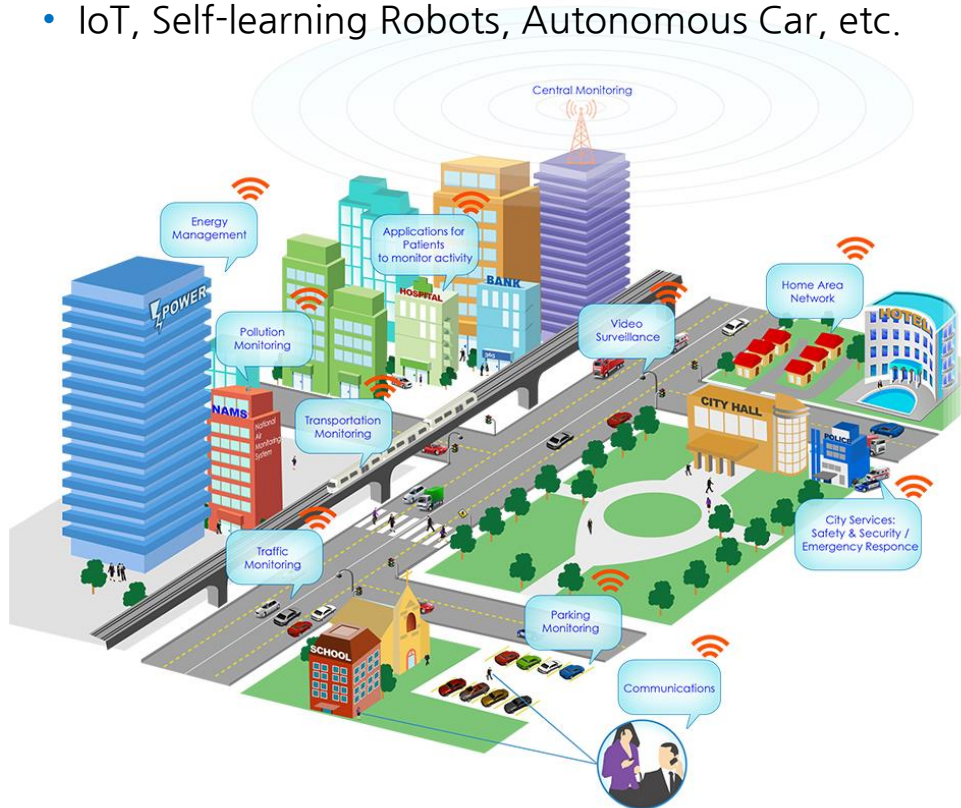 • IoT, Self-learning Robots, Autonomous Car, etc.
Central Monitoring
Energy
Management
Applications for
Patients
to monitor activity
Home Area
Network
POWER
HOSPITAL
BANK
HOTEL
Pollution
Monitoring
Video
Surveillance
NAMS
National
Air
Monitoring
System
Transportation
Monitoring
CITY HALL
POLICE
City Services:
Safety & Security /
Emergency Responce
Traffic
Monitoring
Parking
Monitoring
SCHOOL
Communications